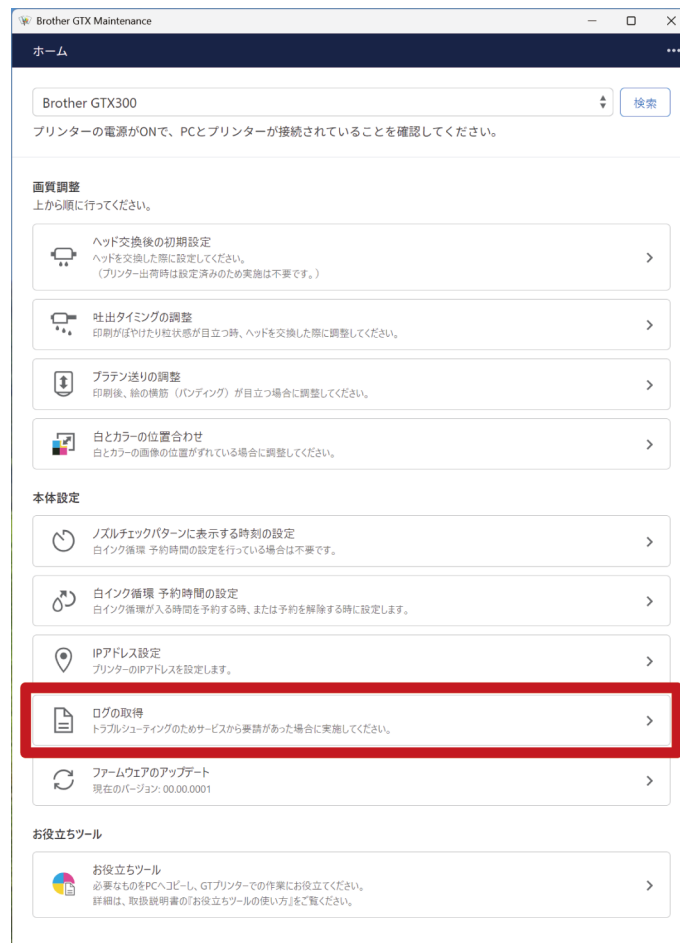 Brother GTX Maintenance
ホーム
Brother GTX300
検索
プリンターの電源がONで、PCとプリンターが接続されていることを確認してください。
画質調整
上から順に行ってください。
ヘッド交換後の初期設定
ヘッドを交換した際に設定してください。
（プリンター出荷時は設定済みのため実施は不要です。）
吐出タイミングの調整
印刷がぼやけたり粒状感が目立つ時、ヘッドを交換した際に調整してください。
プラテン送りの調整
印刷後、絵の横筋（バンディング）が目立つ場合に調整してください。
白とカラーの位置合わせ
白とカラーの画像の位置がずれている場合に調整してください。
本体設定
ノズルチェックパターンに表示する時刻の設定
白インク循環 予約時間の設定を行っている場合は不要です。
白インク循環 予約時間の設定
白インク循環が入る時間を予約する時、または予約を解除する時に設定します。
IPアドレス設定
プリンターのIPアドレスを設定します。
ログの取得
トラブルシューティングのためサービスから要請があった場合に実施してください。
ファームウェアのアップデート
現在のバージョン: 00.00.0001
お役立ちツール
お役立ちツール
必要なものをPCへコピーし、GTプリンターでの作業にお役立てください。
詳細は、取扱説明書の『お役立ちツールの使い方』をご覧ください。